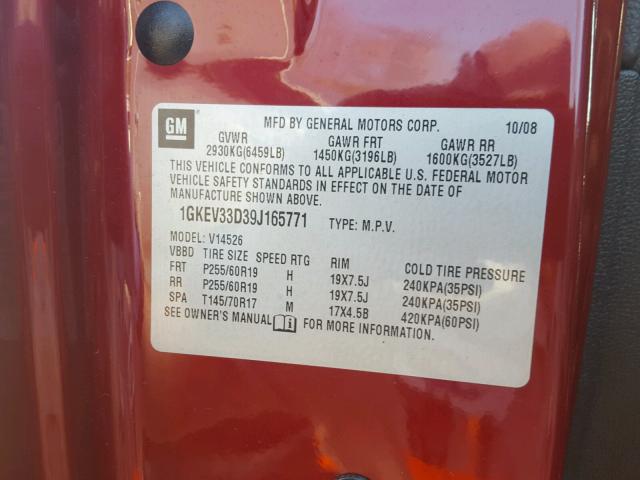 GM
MFD BY GENERAL MOTORS CORP. 10/08
GVWR GAWR FRT GAWR RR
2930KG(6459LB) 1450KG(3196LB) 1600KG(3527LB)
THIS VEHICLE CONFORMS TO ALL APPLICABLE U.S. FEDERAL MOTOR
VEHICLE SAFETY STANDARDS IN EFFECT ON THE DATE OF
MANUFACTURE SHOWN ABOVE.
1GKEV33D39J165771 TYPE: M.P.V.
MODEL: V14526
VBBD TIRE SIZE SPEED RTG RIM COLD TIRE PRESSURE
FRT P255/60R19 H 19X7.5J 240KPA(35PSI)
RR P255/60R19 H 19X7.5J 240KPA(35PSI)
SPA T145/70R17 M 17X4.5B 420KPA(60PSI)
SEE OWNER'S MANUAL FOR MORE INFORMATION.